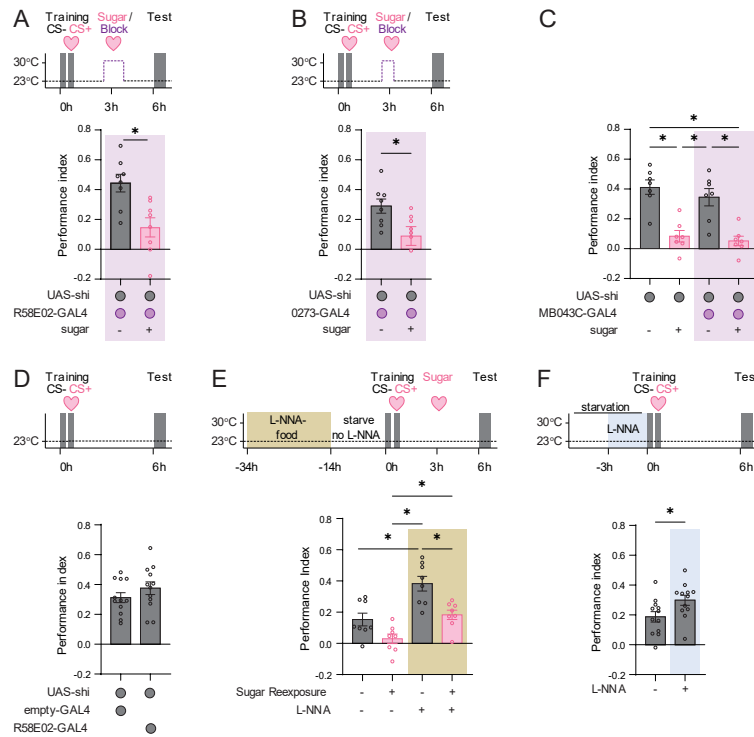 A
Training Sugar /
CS- CS+ Block
Test
30°C
23°C
0h 3h 6h
Performance index
0.8
0.6
0.4
0.2
0.0
-0.2
*
UAS-shi
R58E02-GAL4
sugar - +
B
Training Sugar /
CS- CS+ Block
Test
30°C
23°C
0h 3h 6h
Performance index
0.8
0.6
0.4
0.2
0.0
-0.2
*
UAS-shi
0273-GAL4
sugar - +
C
Performance index
0.8
0.6
0.4
0.2
0.0
-0.2
*
* * *
UAS-shi
MB043C-GAL4
sugar - + - +
D
Training
CS- CS+
Test
23°C
0h 6h
Performance index
0.8
0.6
0.4
0.2
0.0
-0.2
UAS-shi
empty-GAL4
R58E02-GAL4
E
Training Sugar
CS- CS+
Test
30°C
23°C
L-NNA-
food
starve
no L-NNA
-34h -14h 0h 3h 6h
Performance Index
0.8
0.6
0.4
0.2
0.0
-0.2
*
*
* *
Sugar Reexposure - + - +
L-NNA - - + +
F
Training
CS- CS+
Test
30°C
23°C
starvation
L-NNA
-3h 0h 6h
Performance index
0.8
0.6
0.4
0.2
0.0
-0.2
*
L-NNA - +